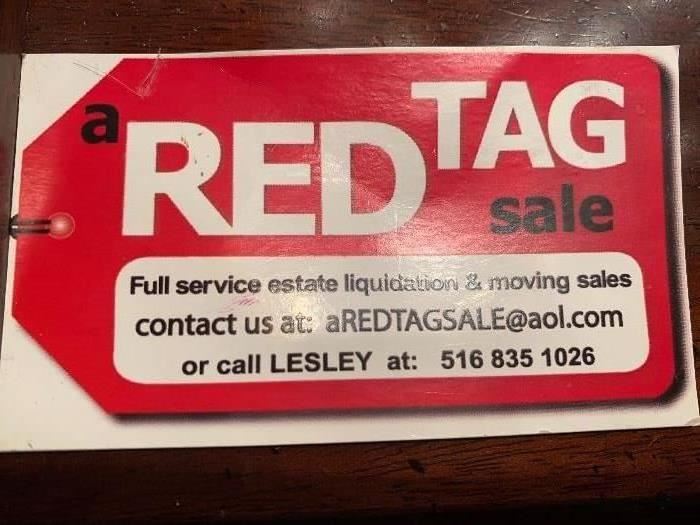 a RED TAG
sale
Full service estate liquidation & moving sales
contact us at: aREDTAGSALE@aol.com
or call LESLEY at: 516 835 1026